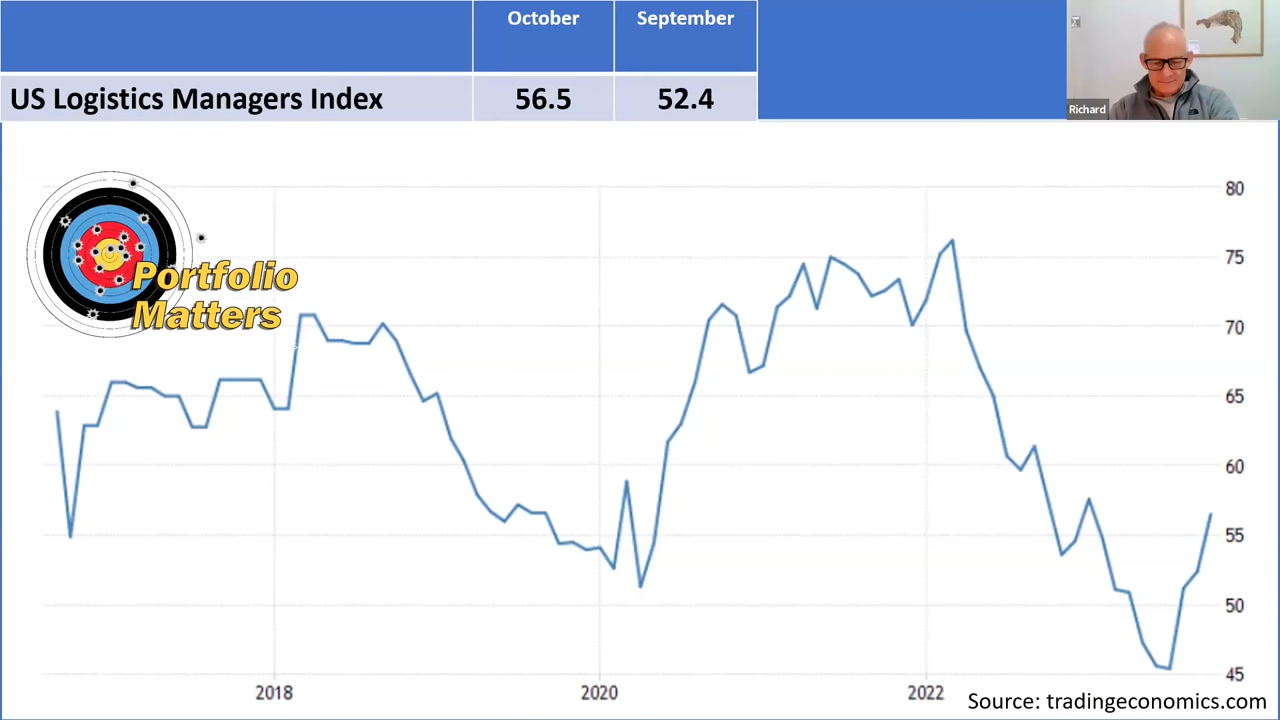 October
September
Richard
US Logistics Managers Index
56.5
52.4
Portfolio
Matters
80
75
70
65
60
55
50
45
2018
2020
2022
Source: tradingeconomics.com